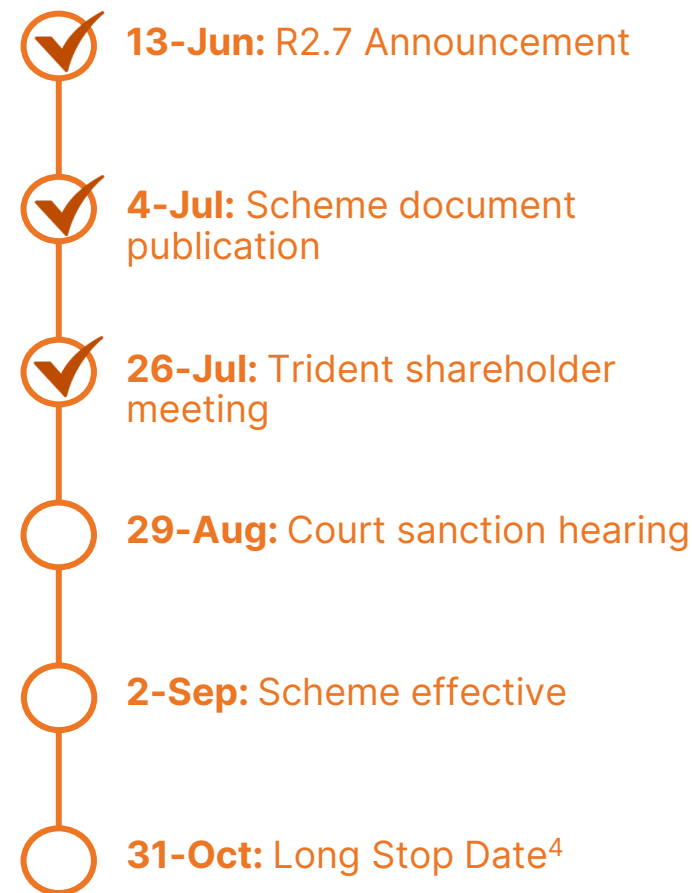 13-Jun: R2.7 Announcement
4-Jul: Scheme document
publication
26-Jul: Trident shareholder
meeting
29-Aug: Court sanction hearing
2-Sep: Scheme effective
31-Oct: Long Stop Date⁴